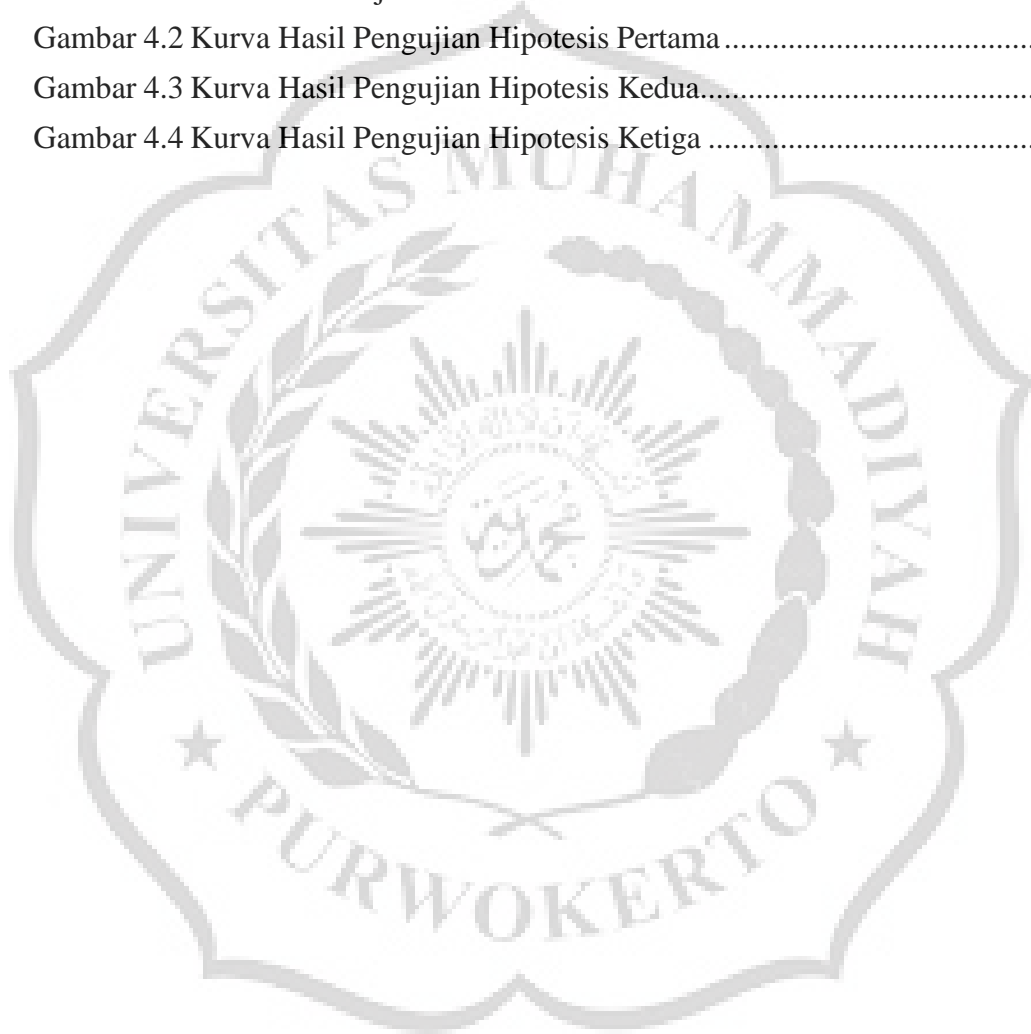 Gambar 4.2 Kurva Hasil Pengujian Hipotesis Pertama ....................................
Gambar 4.3 Kurva Hasil Pengujian Hipotesis Kedua.......................................
Gambar 4.4 Kurva Hasil Pengujian Hipotesis Ketiga ......................................
UNIVERSITAS MUHAMMADIYAH
★ PURWOKERTO ★